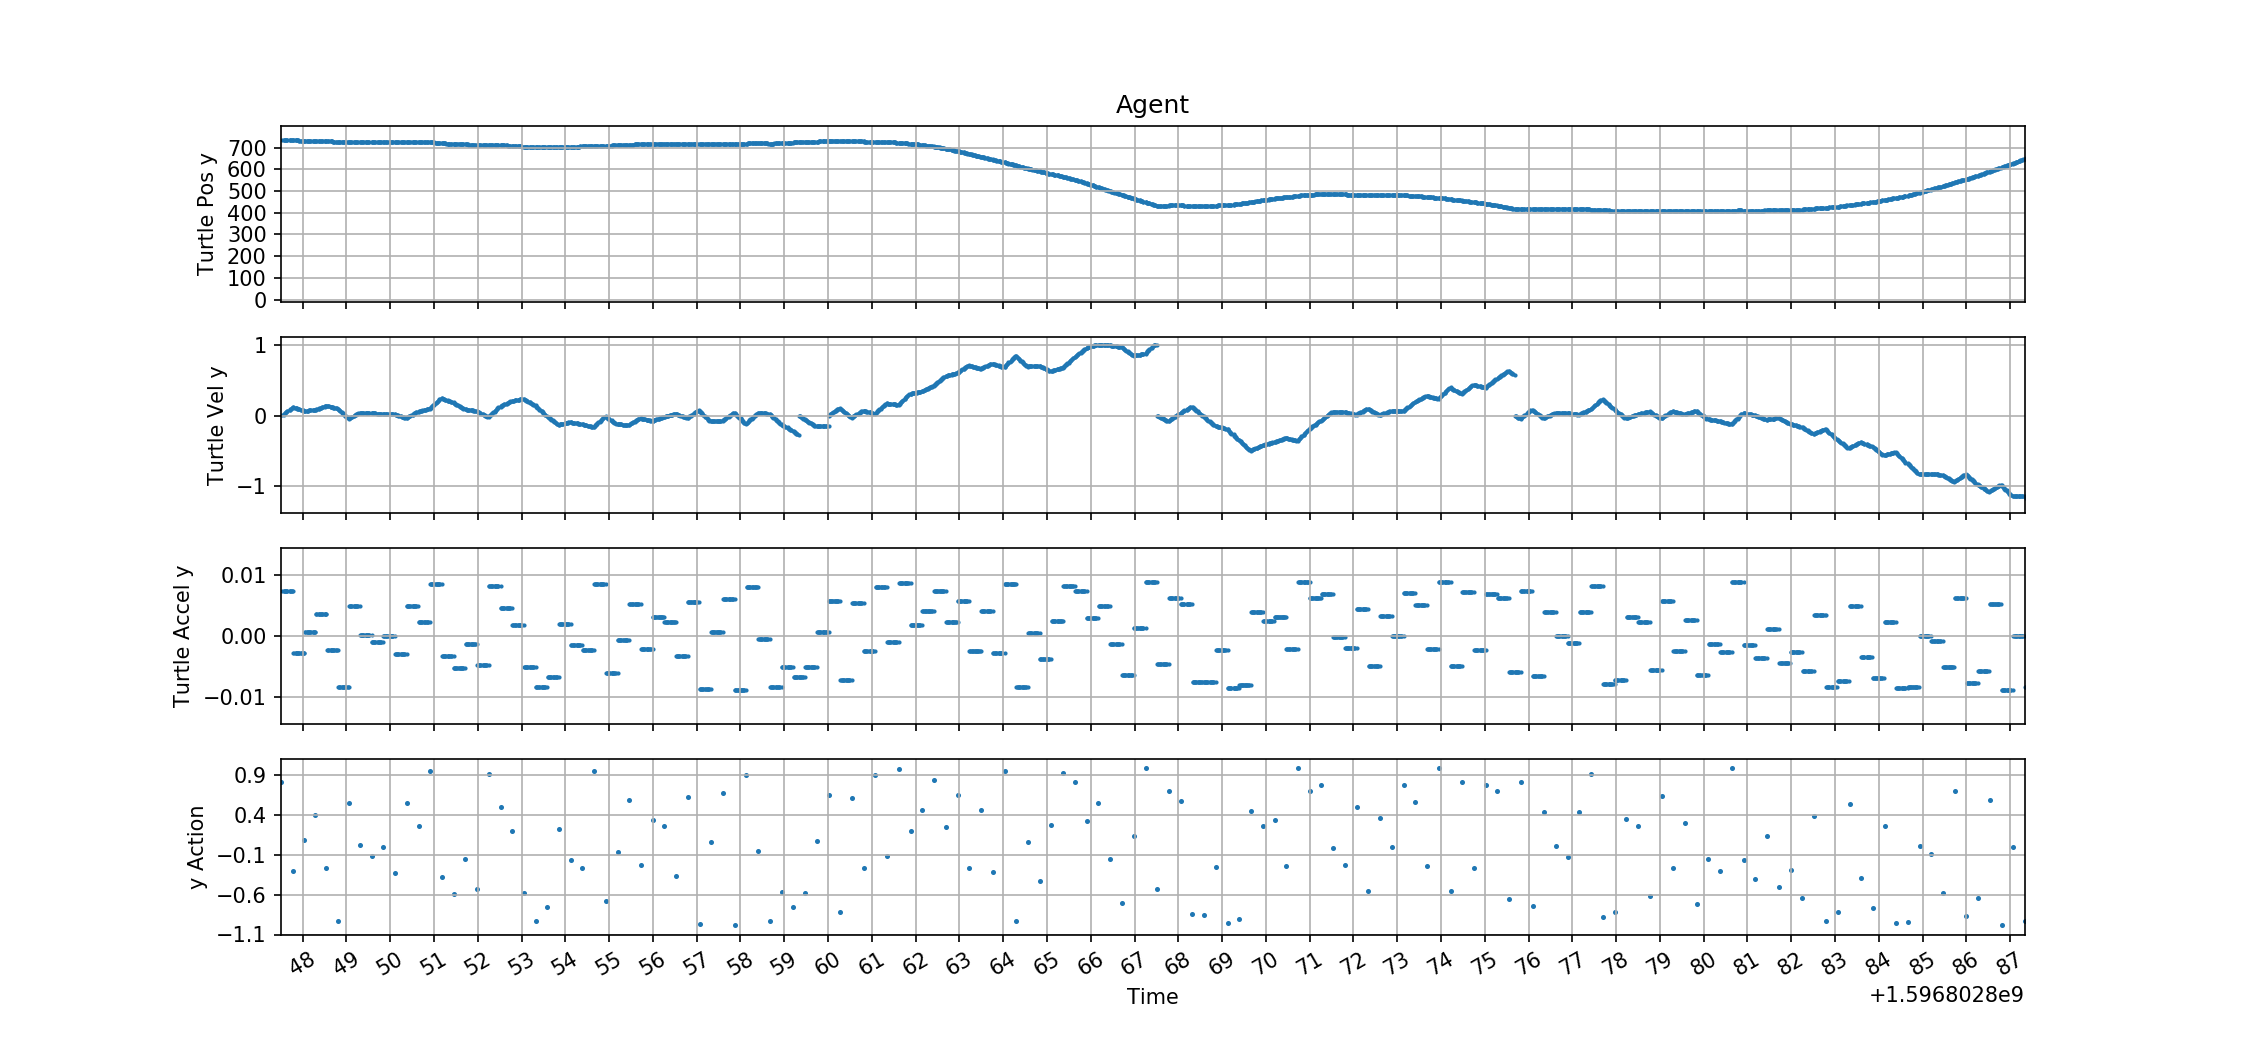 Agent
Turtle Pos y
700
600
500
400
300
200
100
0
Turtle Vel y
1
0
−1
Turtle Accel y
0.01
0.00
−0.01
y Action
0.9
0.4
−0.1
−0.6
−1.1
48 49 50 51 52 53 54 55 56 57 58 59 60 61 62 63 64 65 66 67 68 69 70 71 72 73 74 75 76 77 78 79 80 81 82 83 84 85 86 87
Time
+1.5968028e9